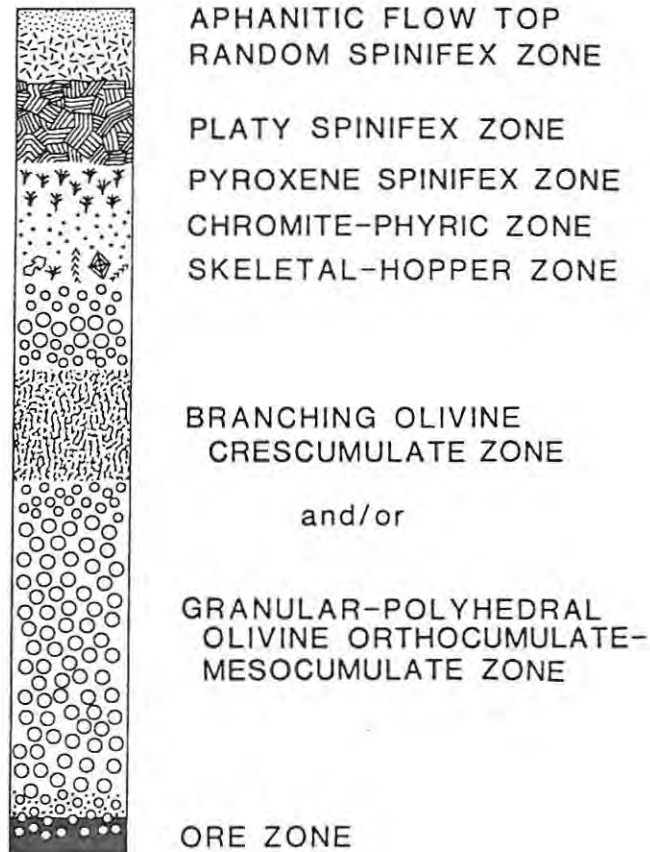 APHANITIC FLOW TOP
RANDOM SPINIFEX ZONE
PLATY SPINIFEX ZONE
PYROXENE SPINIFEX ZONE
CHROMITE-PHYRIC ZONE
SKELETAL-HOPPER ZONE
BRANCHING OLIVINE
CRESCUMULATE ZONE
and/or
GRANULAR-POLYHEDRAL
OLIVINE ORTHOCUMULATE-
MESOCUMULATE ZONE
ORE ZONE